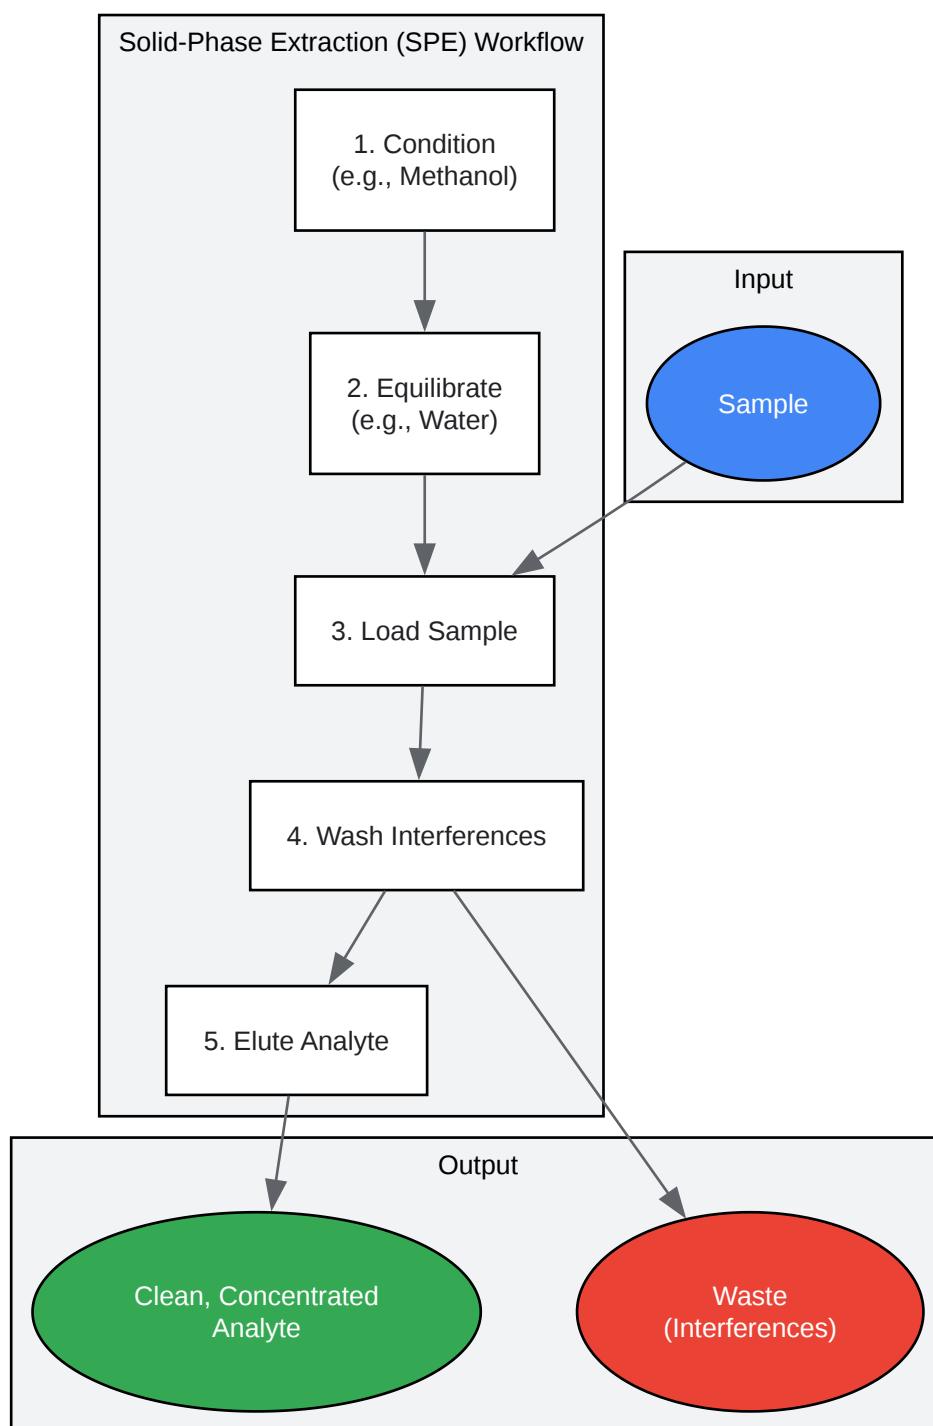 Solid-Phase Extraction (SPE) Workflow
1. Condition
(e.g., Methanol)
Input
2. Equilibrate
(e.g., Water)
Sample
3. Load Sample
4. Wash Interferences
5. Elute Analyte
Output
Clean, Concentrated
Analyte
Waste
(Interferences)